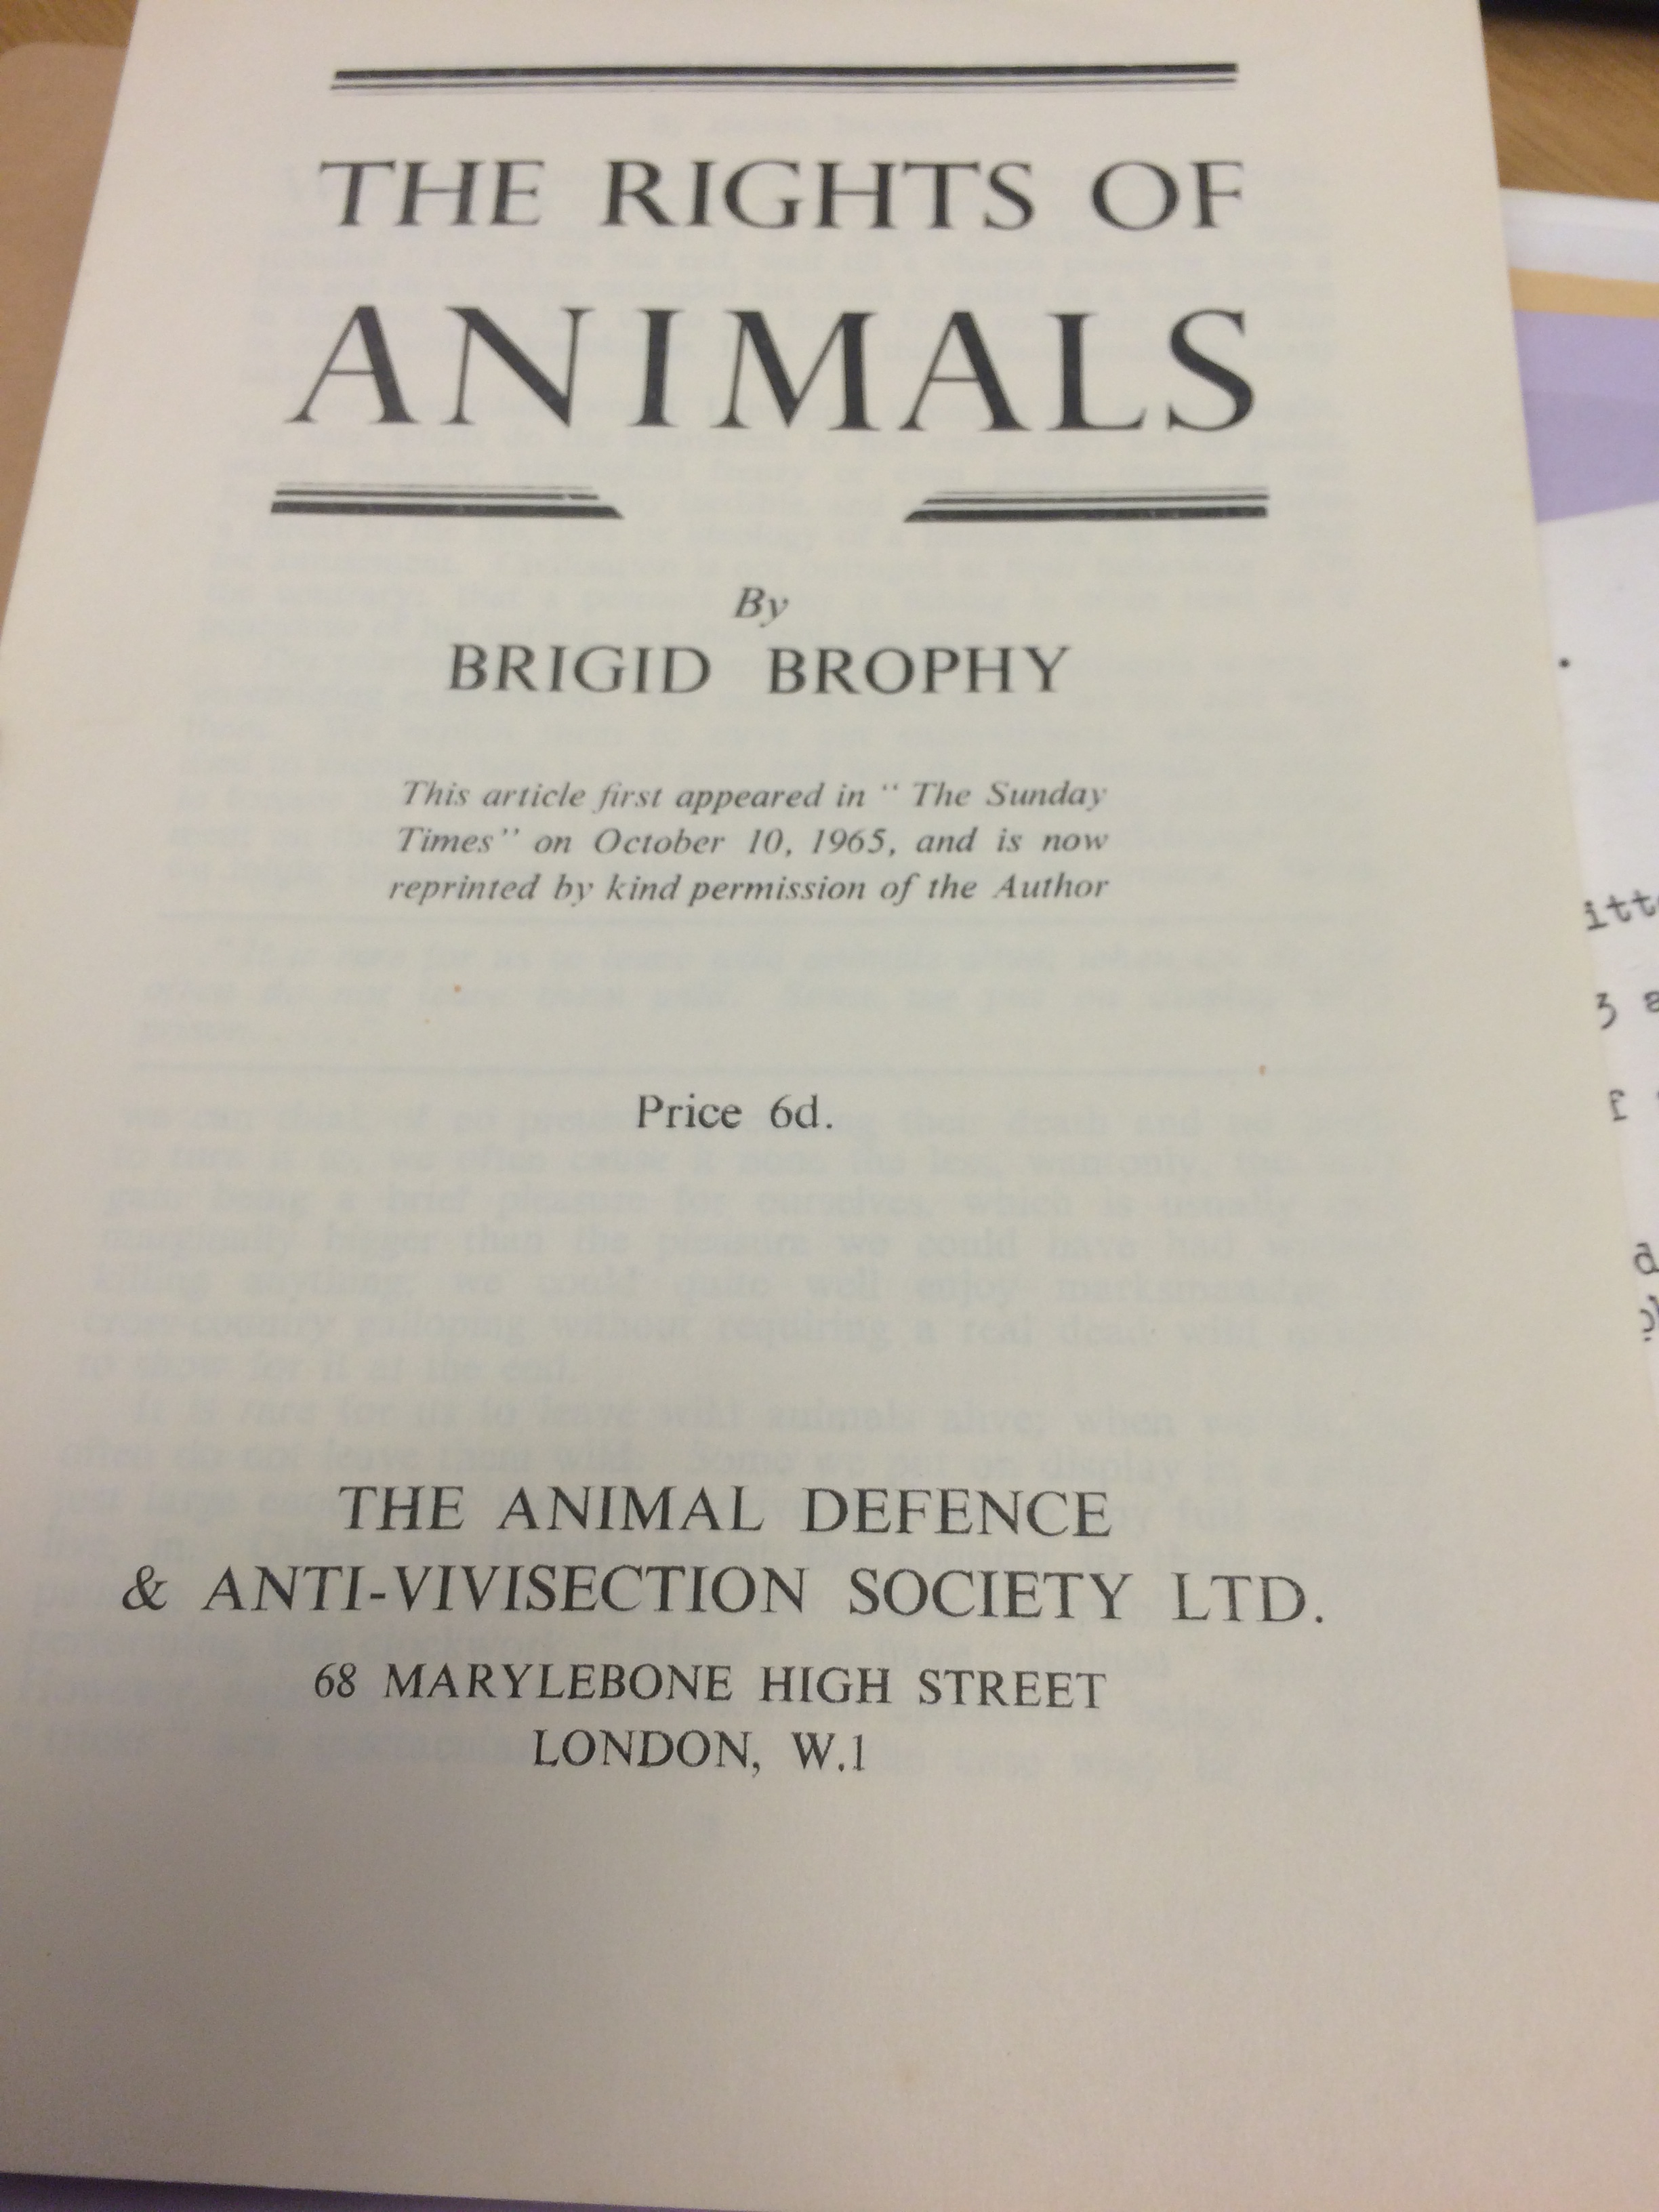 THE RIGHTS OF
ANIMALS
By
BRIGID BROPHY
This article first appeared in " The Sunday
Times" on October 10, 1965, and is now
reprinted by kind permission of the Author
Price 6d.
THE ANIMAL DEFENCE
& ANTI-VIVISECTION SOCIETY LTD.
68 MARYLEBONE HIGH STREET
LONDON, W.1